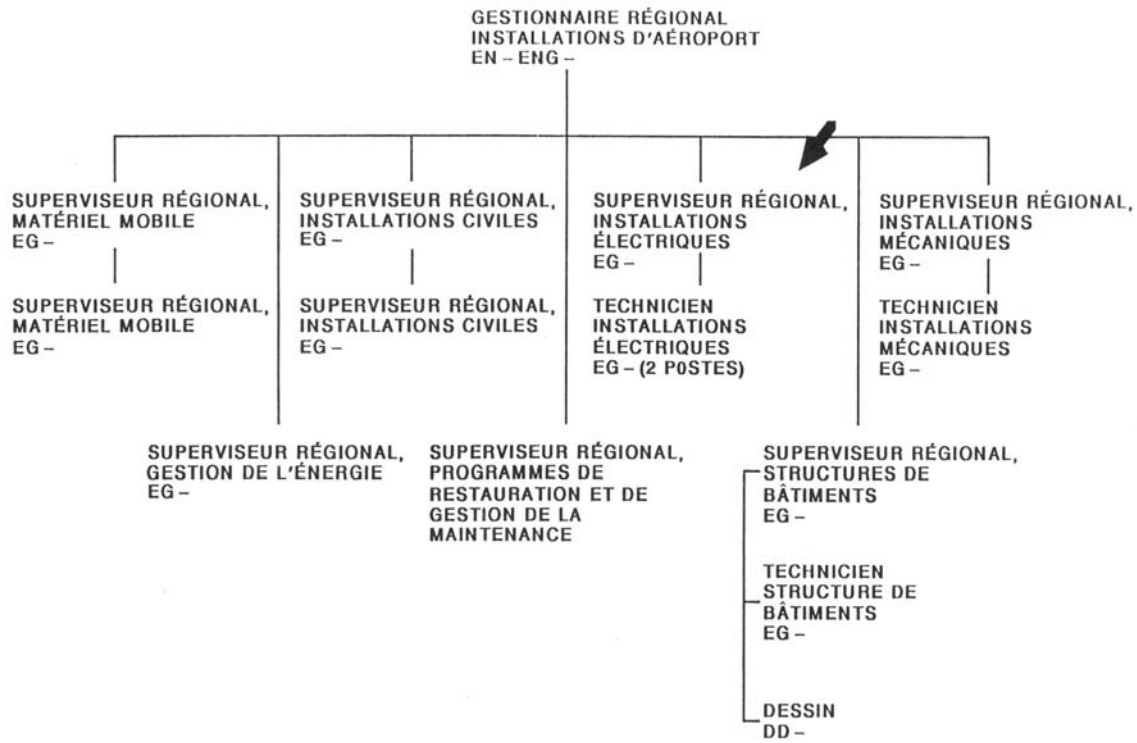 GESTIONNAIRE RÉGIONAL
INSTALLATIONS D'AÉROPORT
EN – ENG –
SUPERVISEUR RÉGIONAL,
MATÉRIEL MOBILE
EG –
SUPERVISEUR RÉGIONAL,
INSTALLATIONS CIVILES
EG –
SUPERVISEUR RÉGIONAL,
INSTALLATIONS
ÉLECTRIQUES
EG –
SUPERVISEUR RÉGIONAL,
INSTALLATIONS
MÉCANIQUES
EG –
SUPERVISEUR RÉGIONAL,
MATÉRIEL MOBILE
EG –
SUPERVISEUR RÉGIONAL,
INSTALLATIONS CIVILES
EG –
TECHNICIEN
INSTALLATIONS
ÉLECTRIQUES
EG – (2 POSTES)
TECHNICIEN
INSTALLATIONS
MÉCANIQUES
EG –
SUPERVISEUR RÉGIONAL,
GESTION DE L'ÉNERGIE
EG –
SUPERVISEUR RÉGIONAL,
PROGRAMMES DE
RESTAURATION ET DE
GESTION DE LA
MAINTENANCE
SUPERVISEUR RÉGIONAL,
STRUCTURES DE
BÂTIMENTS
EG –
TECHNICIEN
STRUCTURE DE
BÂTIMENTS
EG –
DESSIN
DD –